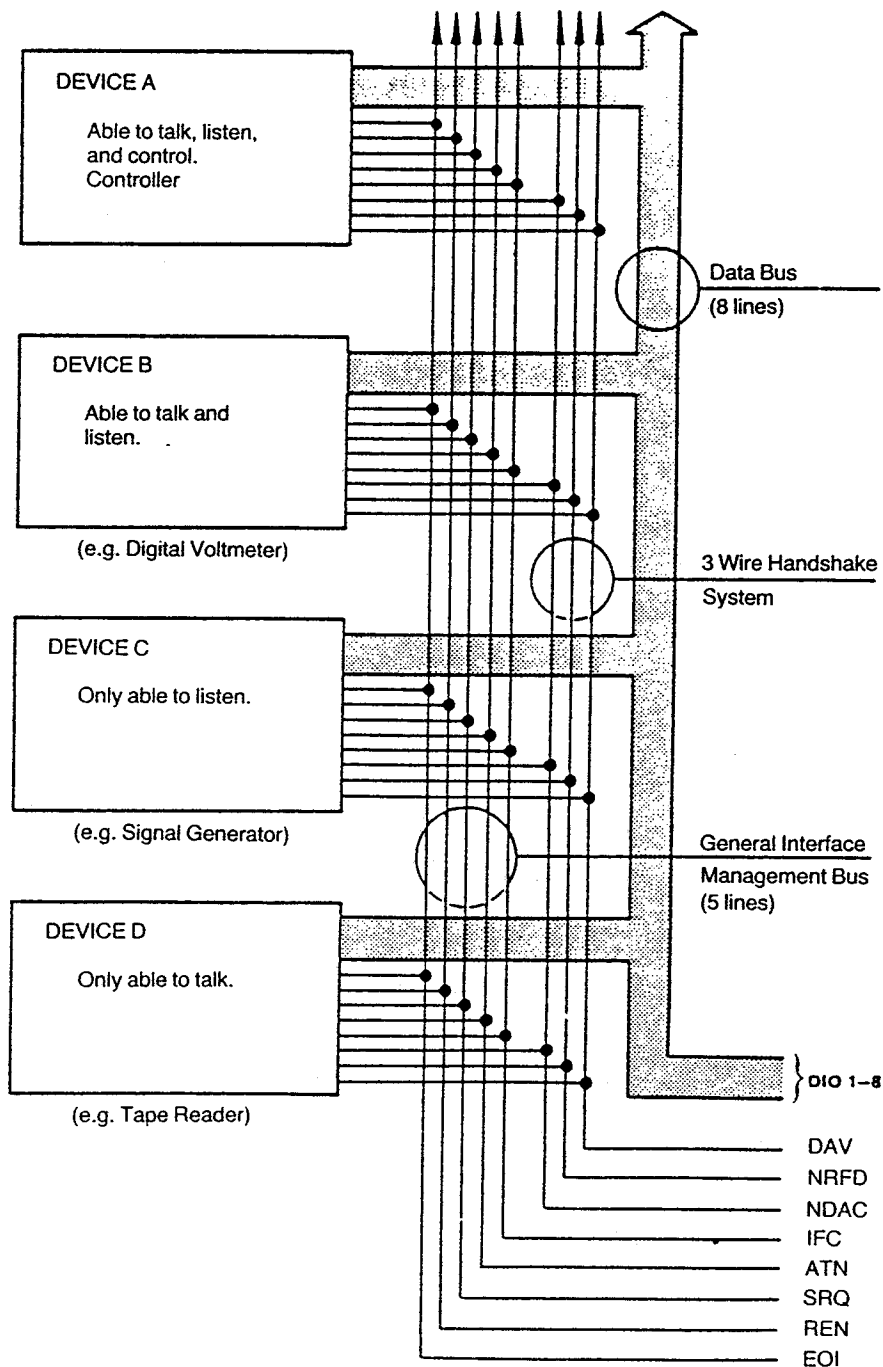 DEVICE A
Able to talk, listen,
and control.
Controller
Data Bus
(8 lines)
DEVICE B
Able to talk and
listen.
(e.g. Digital Voltmeter)
3 Wire Handshake
System
DEVICE C
Only able to listen.
(e.g. Signal Generator)
General Interface
Management Bus
(5 lines)
DEVICE D
Only able to talk.
(e.g. Tape Reader)
DIO 1–8
DAV
NRFD
NDAC
IFC
ATN
SRQ
REN
EOI